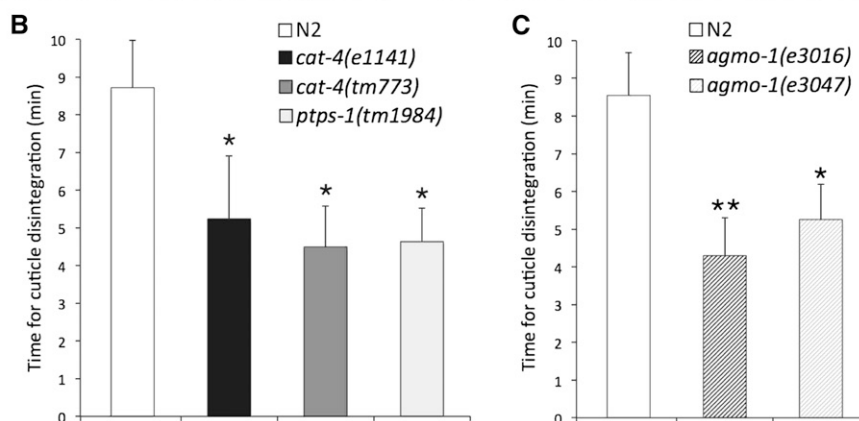 B
N2
cat-4(e1141)
cat-4(tm773)
ptps-1(tm1984)
Time for cuticle disintegration (min)
10
9
8
7
6
5
4
3
2
1
0
*
*
*
C
N2
agmo-1(e3016)
agmo-1(e3047)
Time for cuticle disintegration (min)
10
9
8
7
6
5
4
3
2
1
0
**
*